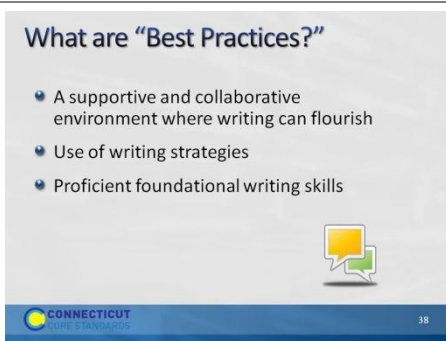 What are “Best Practices?”
A supportive and collaborative
environment where writing can flourish
Use of writing strategies
Proficient foundational writing skills
CONNECTICUT
CORE STANDARDS
38